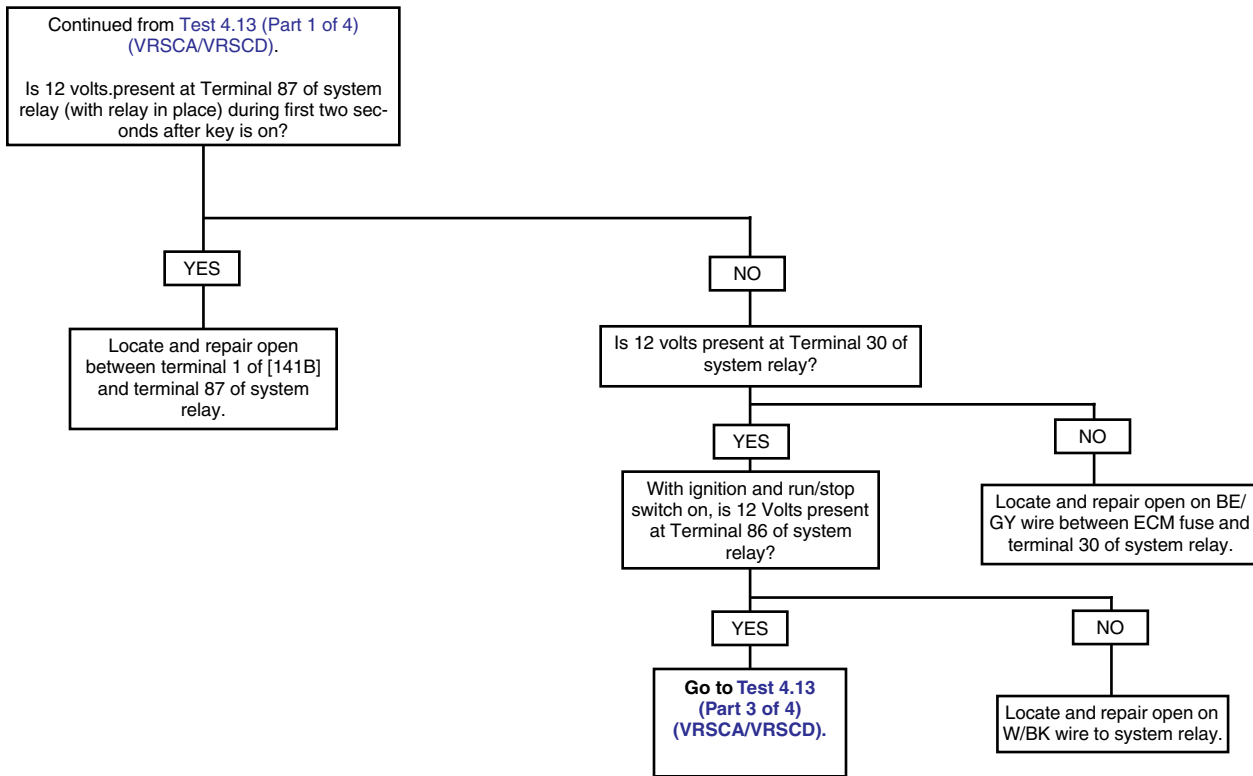 Continued from Test 4.13 (Part 1 of 4)
(VRSCA/VRSCD).
Is 12 volts.present at Terminal 87 of system
relay (with relay in place) during first two sec-
onds after key is on?
YES
NO
Locate and repair open
between terminal 1 of [141B]
and terminal 87 of system
relay.
Is 12 volts present at Terminal 30 of
system relay?
YES
NO
With ignition and run/stop
switch on, is 12 Volts present
at Terminal 86 of system
relay?
Locate and repair open on BE/
GY wire between ECM fuse and
terminal 30 of system relay.
YES
NO
Go to Test 4.13
(Part 3 of 4)
(VRSCA/VRSCD).
Locate and repair open on
W/BK wire to system relay.